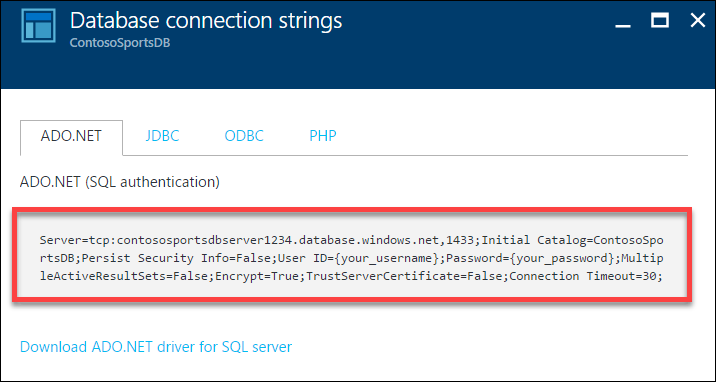 Database connection strings
ContosoSportsDB
ADO.NET JDBC ODBC PHP
ADO.NET (SQL authentication)
Server=tcp:contososportsdbserver1234.database.windows.net,1433;Initial Catalog=ContosoSpo
rtsDB;Persist Security Info=False;User ID={your_username};Password={your_password};Multip
leActiveResultSets=False;Encrypt=True;TrustServerCertificate=False;Connection Timeout=30;
Download ADO.NET driver for SQL server